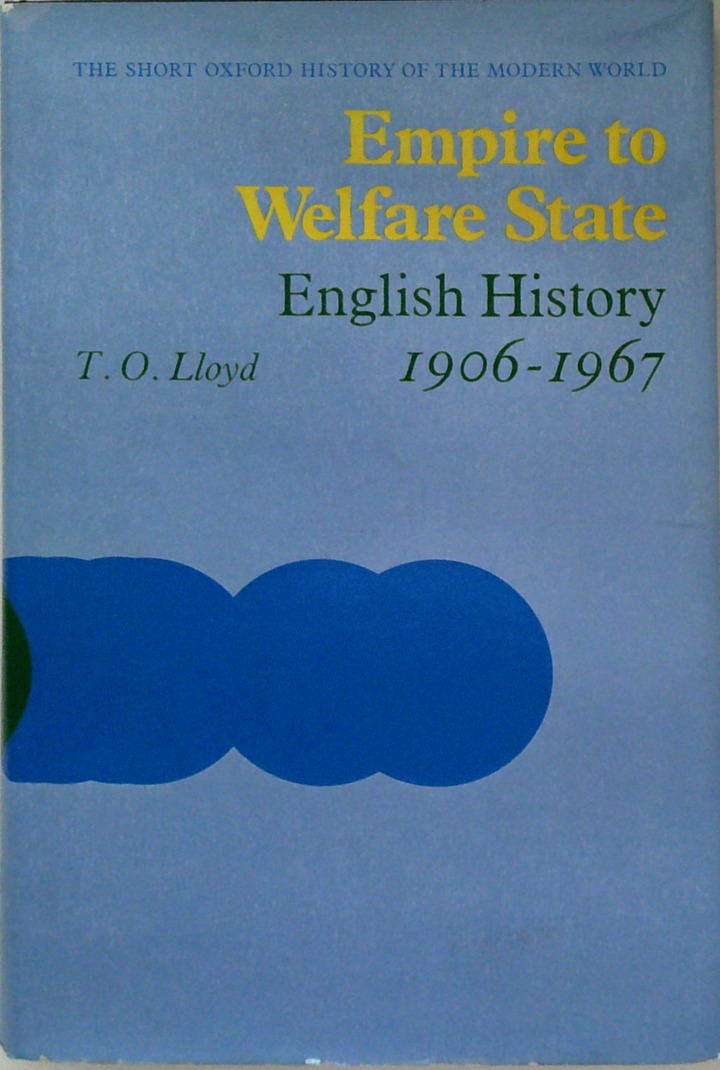 THE SHORT OXFORD HISTORY OF THE MODERN WORLD
Empire to
Welfare State
English History
T. O. Lloyd 1906-1967